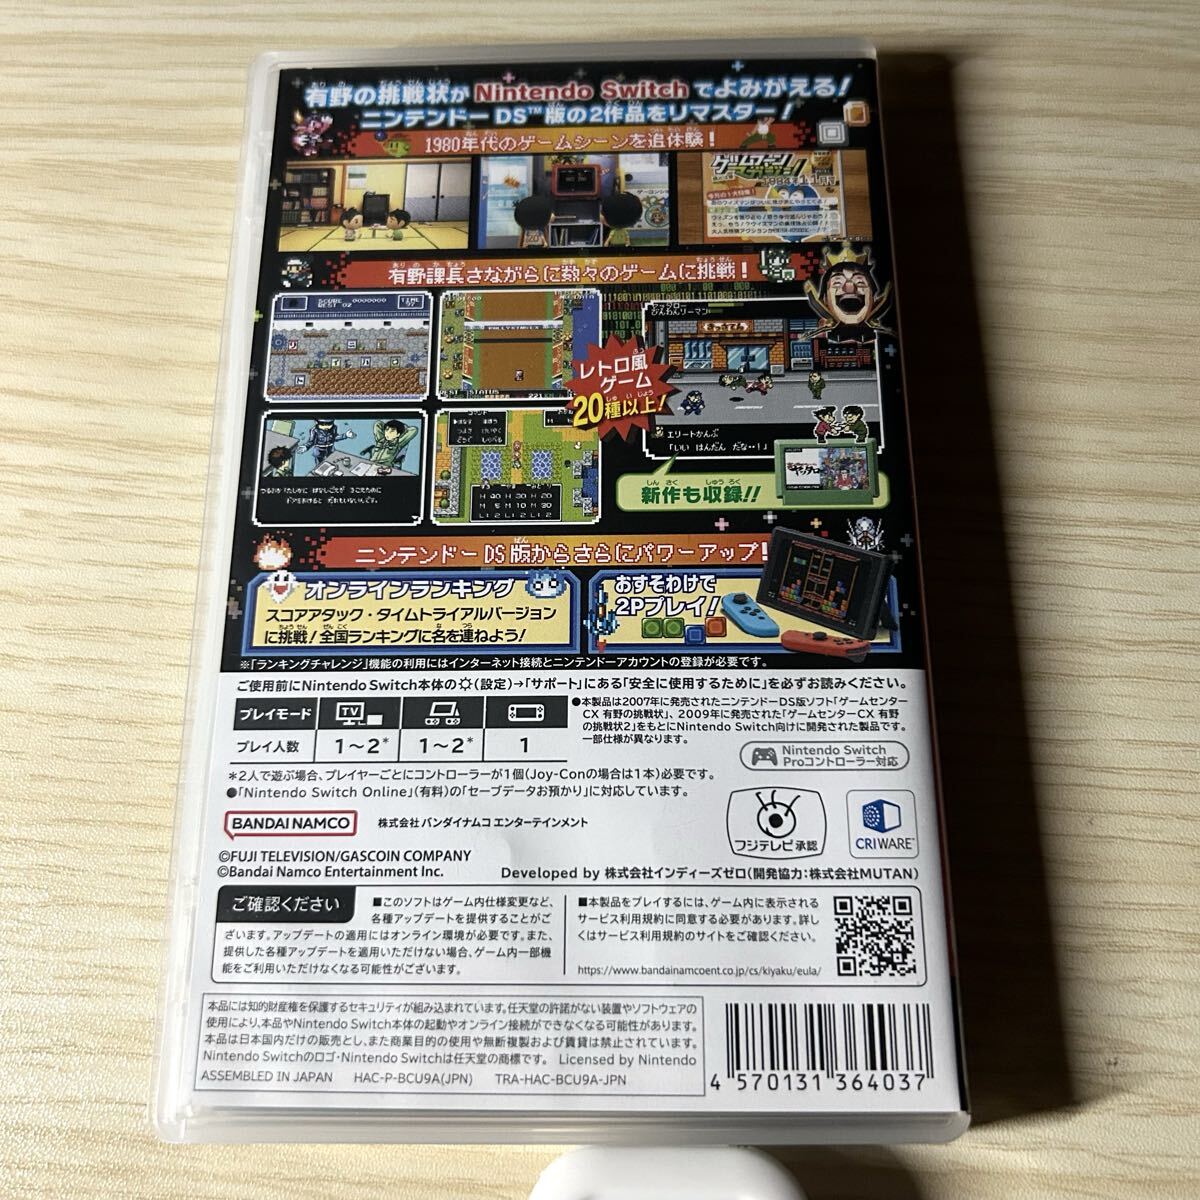 有野の挑戦状が Nintendo Switch でよみがえる!
ニンテンドーDS™版の2作品をリマスター!
1980年代のゲームシーンを追体験!
ゲームファン
マガジン!
1984年11月号
有野課長さながらに数々のゲームに挑戦!
レトロ風
ゲーム
20種以上!
エリートかんぶ
「いい はんだん だな‥!」
新作も収録!!
ニンテンドーDS版からさらにパワーアップ!
オンラインランキング
スコアアタック・タイムトライアルバージョン
に挑戦!全国ランキングに名を連ねよう!
おすそわけで
2Pプレイ!
※「ランキングチャレンジ」機能の利用にはインターネット接続とニンテンドーアカウントの登録が必要です。
ご使用前にNintendo Switch本体の(設定)→「サポート」にある「安全に使用するために」を必ずお読みください。
プレイモード TV
プレイ人数 1~2* 1~2* 1
●本製品は2007年に発売されたニンテンドーDS版ソフト「ゲームセンター
CX 有野の挑戦状」、2009年に発売された「ゲームセンターCX 有野
の挑戦状2」をもとにNintendo Switch向けに開発された製品です。
一部仕様が異なります。
Nintendo Switch
Proコントローラー対応
*2人で遊ぶ場合、プレイヤーごとにコントローラーが1個(Joy-Conの場合は1本)必要です。
●「Nintendo Switch Online」(有料)の「セーブデータお預かり」に対応しています。
BANDAI NAMCO
株式会社 バンダイナムコ エンターテインメント
フジテレビ承認
CRIWARE™
©FUJI TELEVISION/GASCOIN COMPANY
©Bandai Namco Entertainment Inc.
Developed by 株式会社インディーズゼロ(開発協力:株式会社MUTAN)
ご確認ください
■このソフトはゲーム内仕様変更など、
各種アップデートを提供することがご
ざいます。アップデートの適用にはオンライン環境が必要です。また、
提供した各種アップデートを適用いただけない場合、ゲーム内一部機
能をご利用いただけなくなる可能性がございます。
■本製品をプレイするには、ゲーム内に表示される
サービス利用規約に同意する必要があります。詳し
くはサービス利用規約のサイトをご確認ください。
https://www.bandainamcoent.co.jp/cs/kiyaku/eula/
本品には知的財産権を保護するセキュリティが組み込まれています。任天堂の許諾がない装置やソフトウェアの
使用により、本品やNintendo Switch本体の起動やオンライン接続ができなくなる可能性があります。
本品は日本国内だけの販売とし、また商業目的の使用や無断複製および賃貸は禁止します。
Nintendo Switchのロゴ・Nintendo Switchは任天堂の商標です。 Licensed by Nintendo
ASSEMBLED IN JAPAN HAC-P-BCU9A(JPN) TRA-HAC-BCU9A-JPN
4 570131 364037